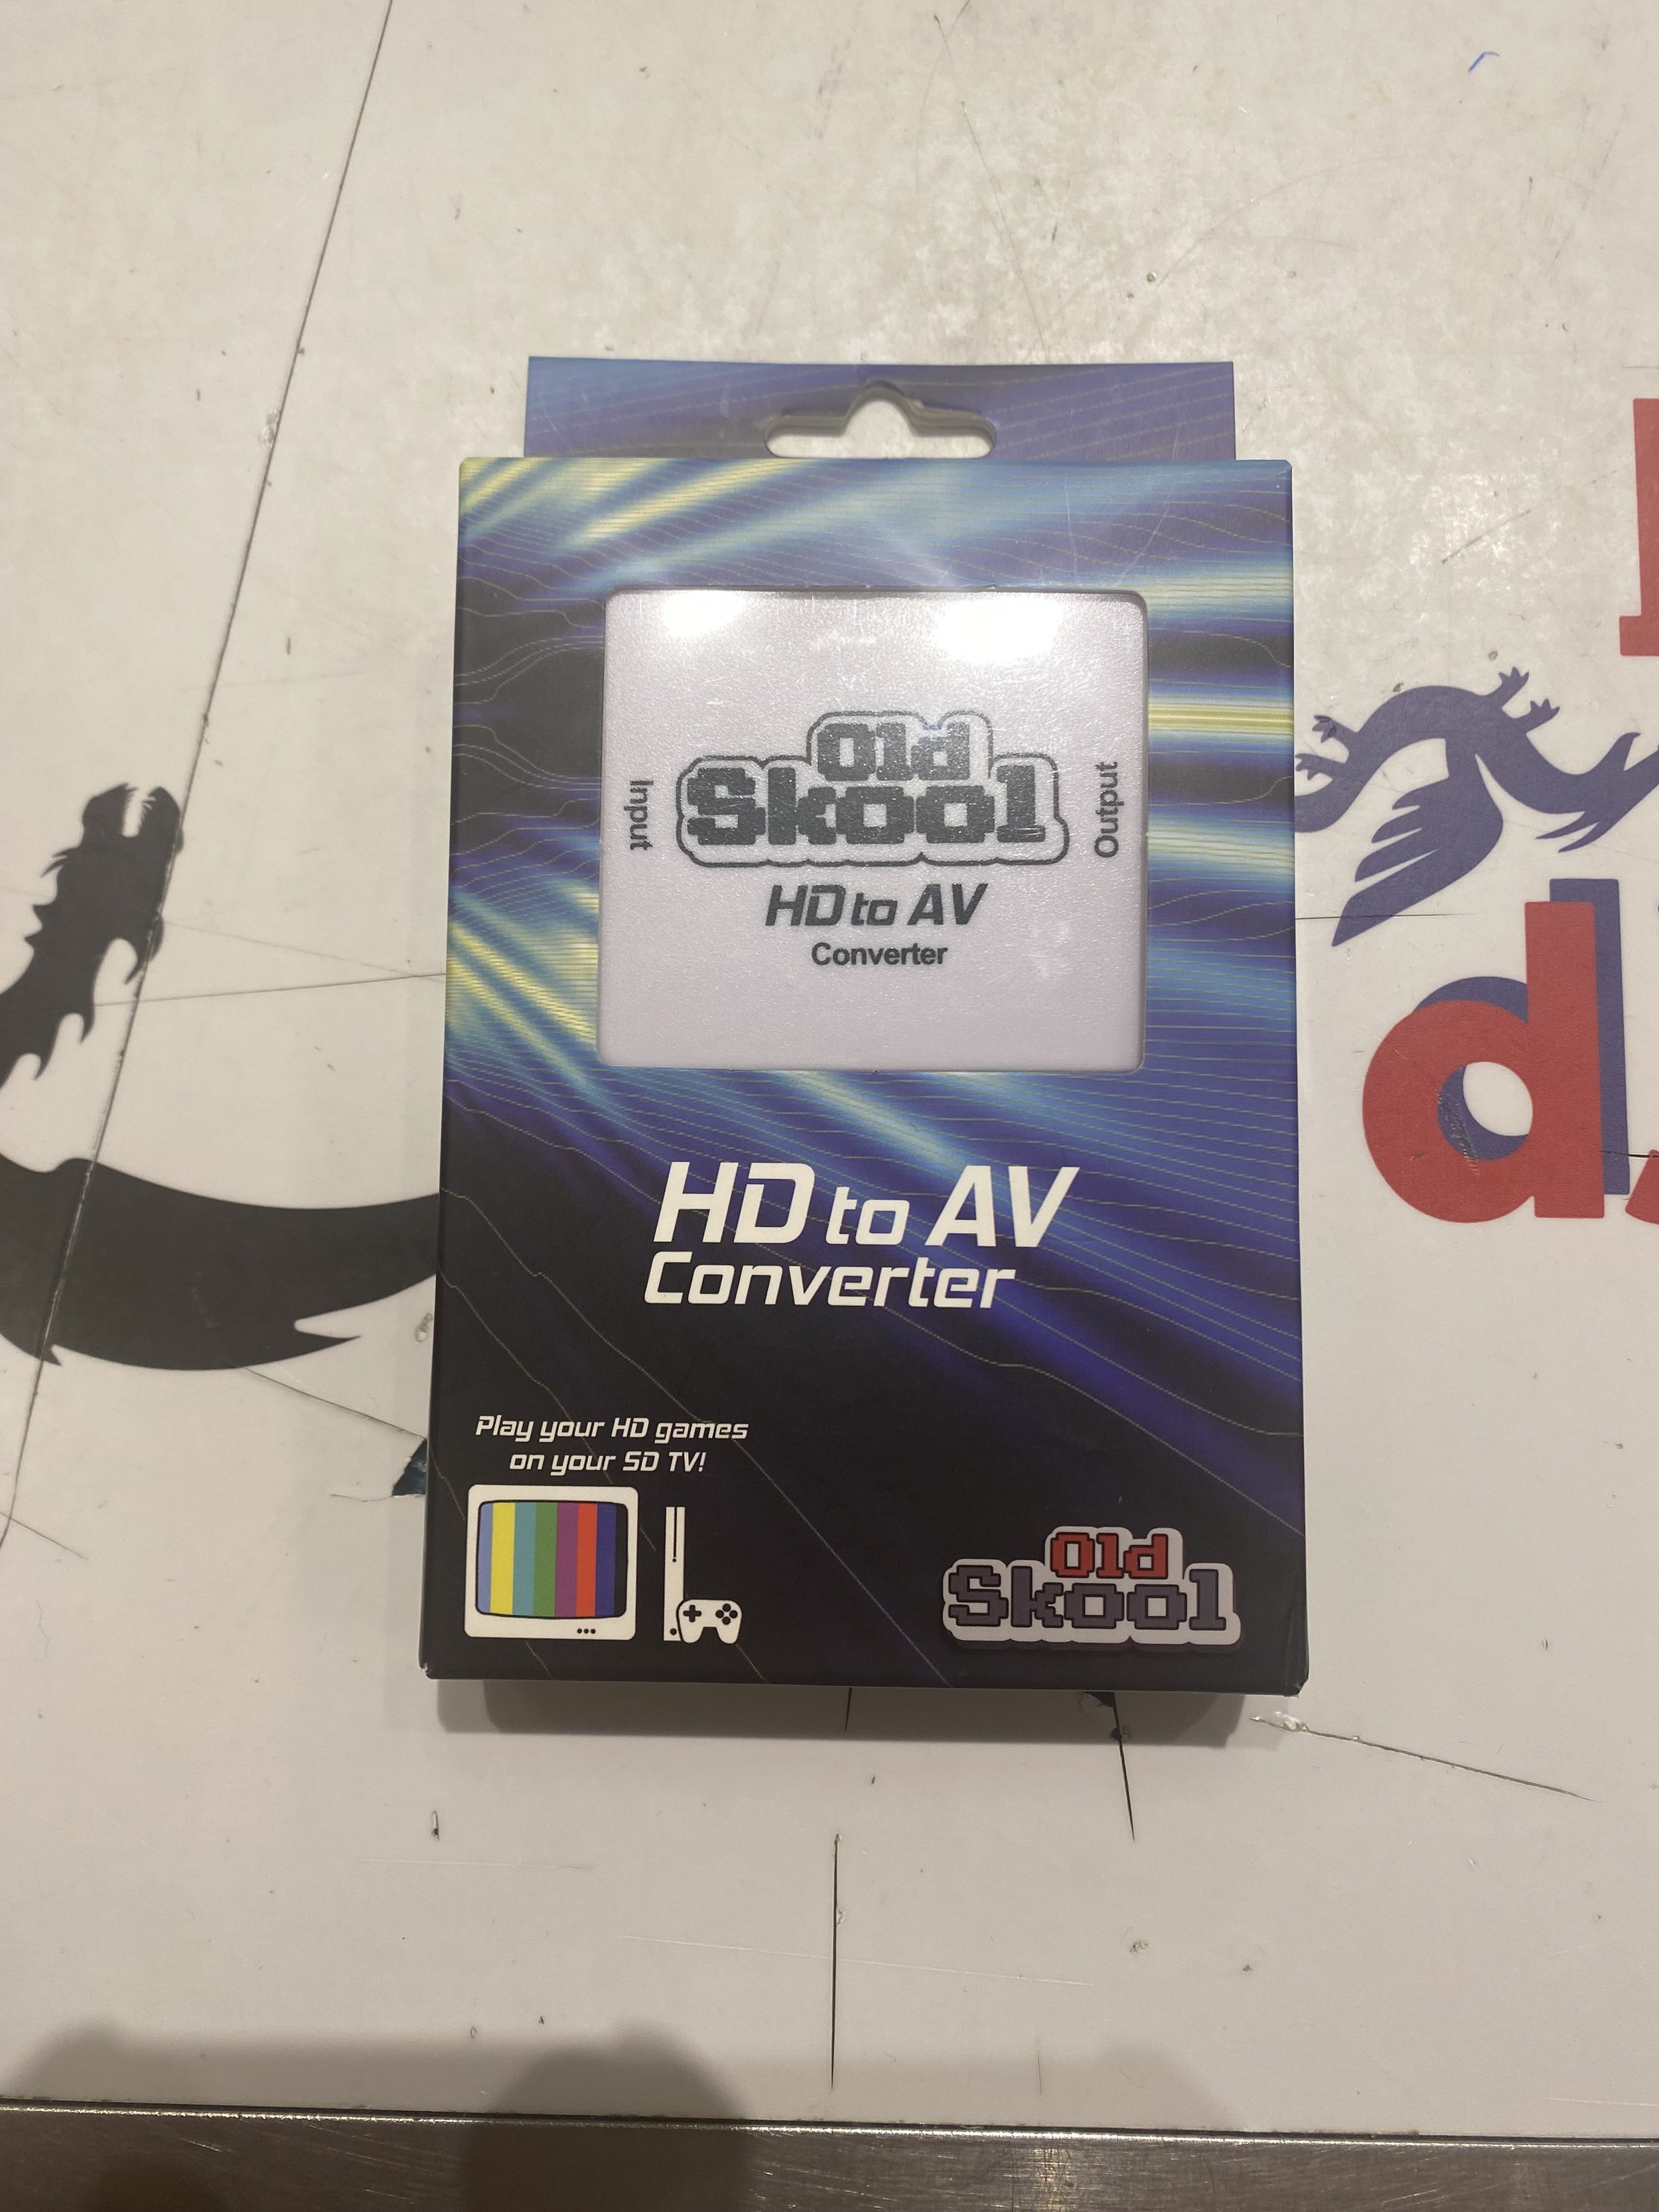 Old
Skool
Input
Output
HD to AV
Converter
HD to AV
Converter
Play your HD games
on your SD TV!
Old
Skool
d